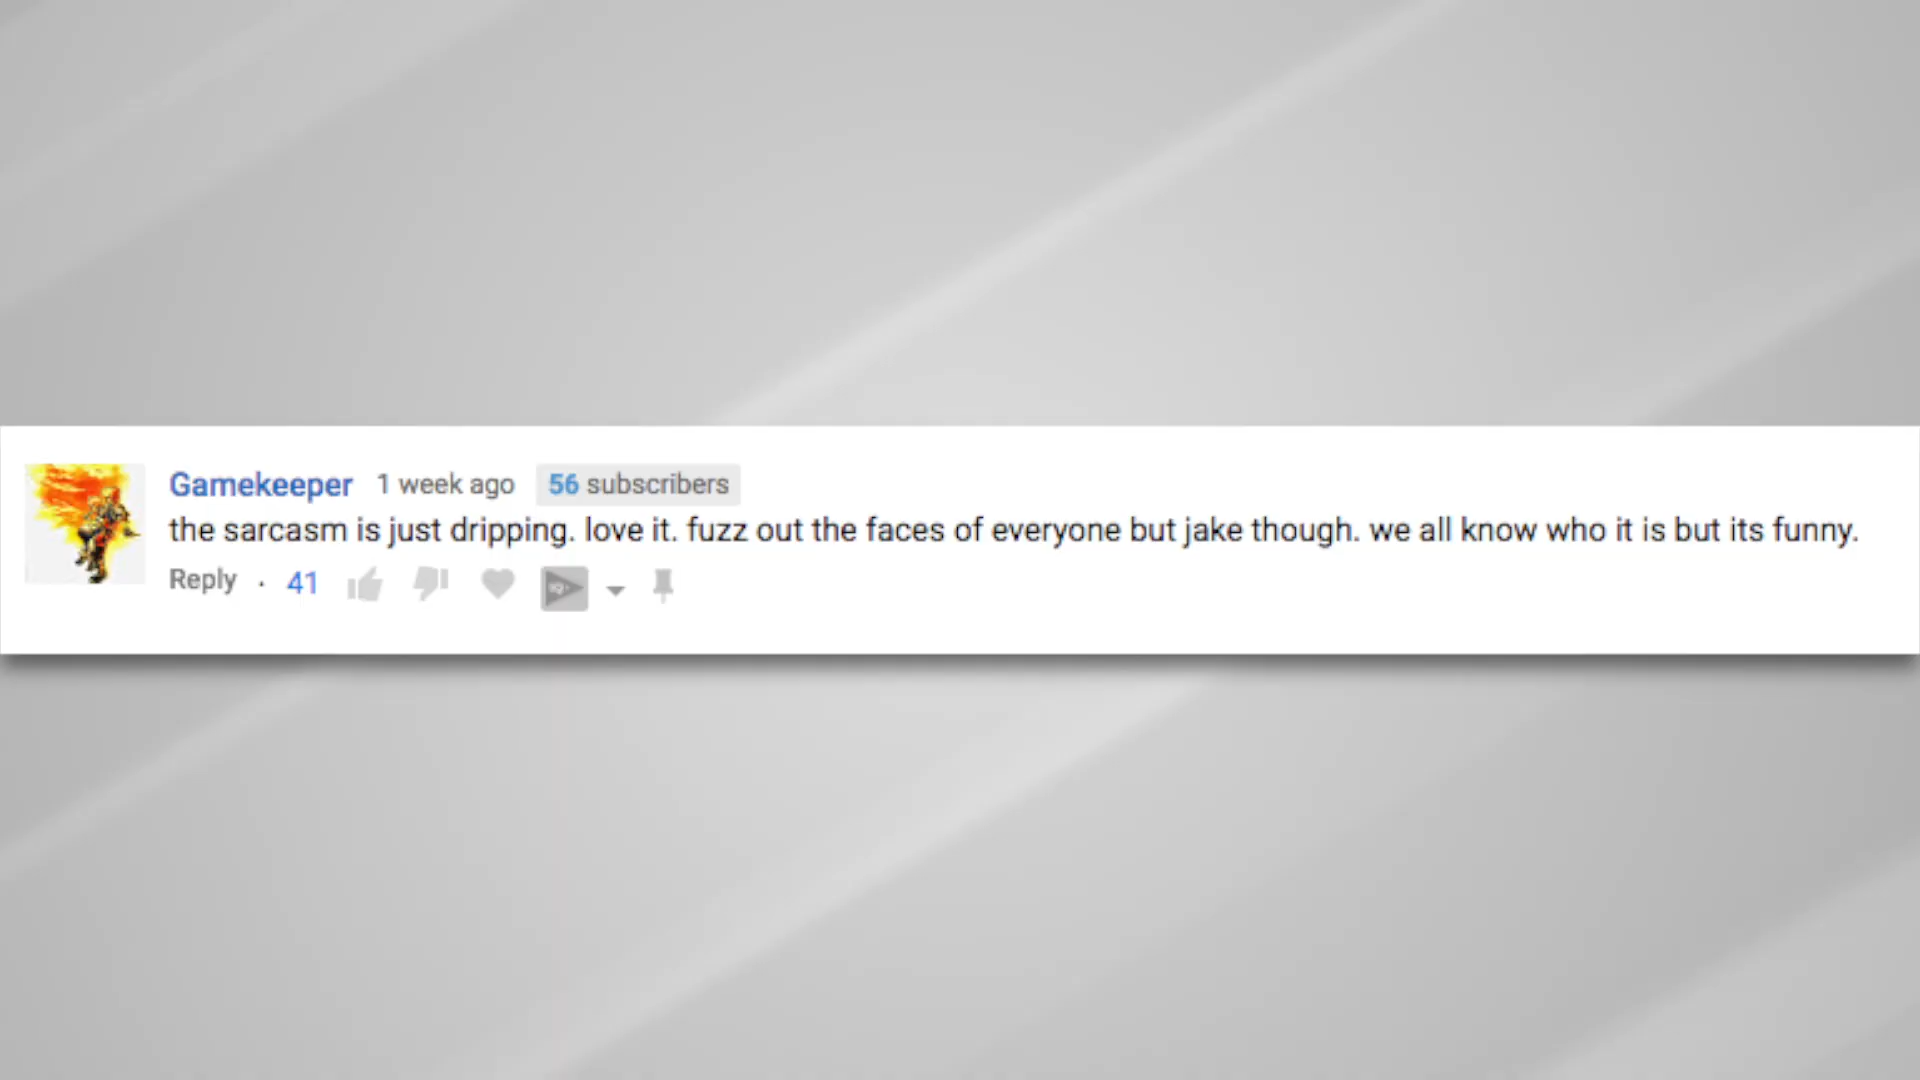 Gamekeeper 1 week ago 56 subscribers
the sarcasm is just dripping. love it. fuzz out the faces of everyone but jake though. we all know who it is but its funny.
Reply · 41